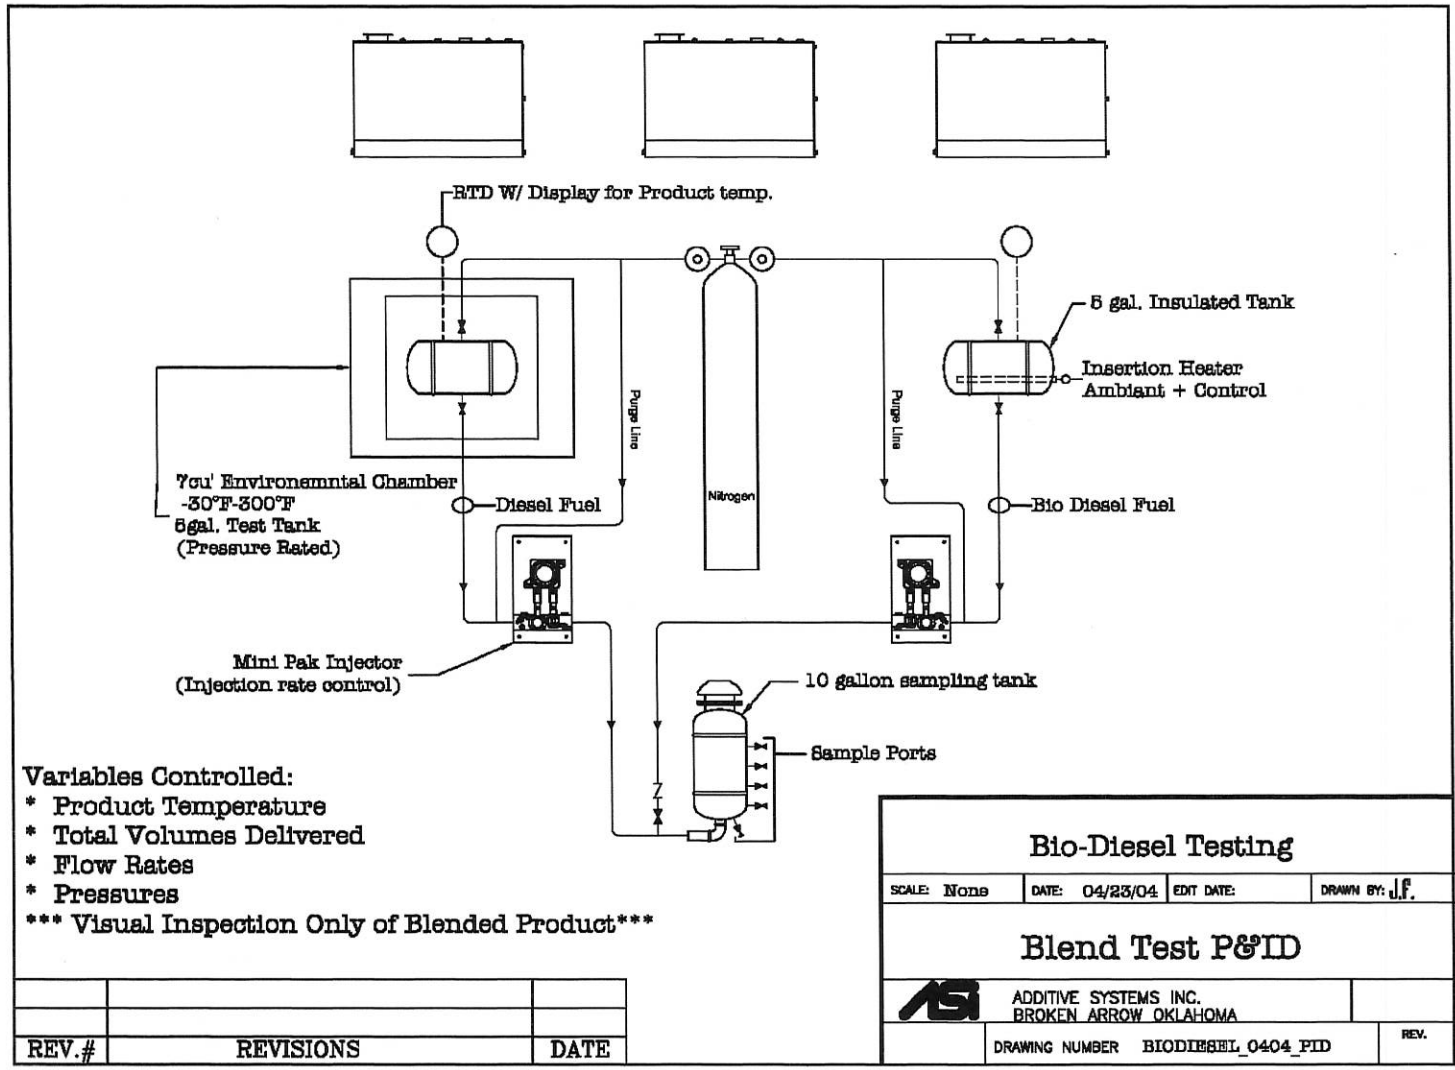 RTD W/ Display for Product temp.
5 gal. Insulated Tank
Insertion Heater
Ambiant + Control
Purge Line
Purge Line
Nitrogen
7cu' Environemntal Chamber
-30°F-300°F
5gal. Test Tank
(Pressure Rated)
Diesel Fuel
Bio Diesel Fuel
Mini Pak Injector
(Injection rate control)
10 gallon sampling tank
Sample Ports
Variables Controlled:
* Product Temperature
* Total Volumes Delivered
* Flow Rates
* Pressures
*** Visual Inspection Only of Blended Product***
Bio-Diesel Testing
SCALE: None DATE: 04/23/04 EDIT DATE: DRAWN BY: J.F.
Blend Test P&ID
ASI
ADDITIVE SYSTEMS INC.
BROKEN ARROW OKLAHOMA
DRAWING NUMBER BIODIESEL_0404_PID REV.
REV.# REVISIONS DATE